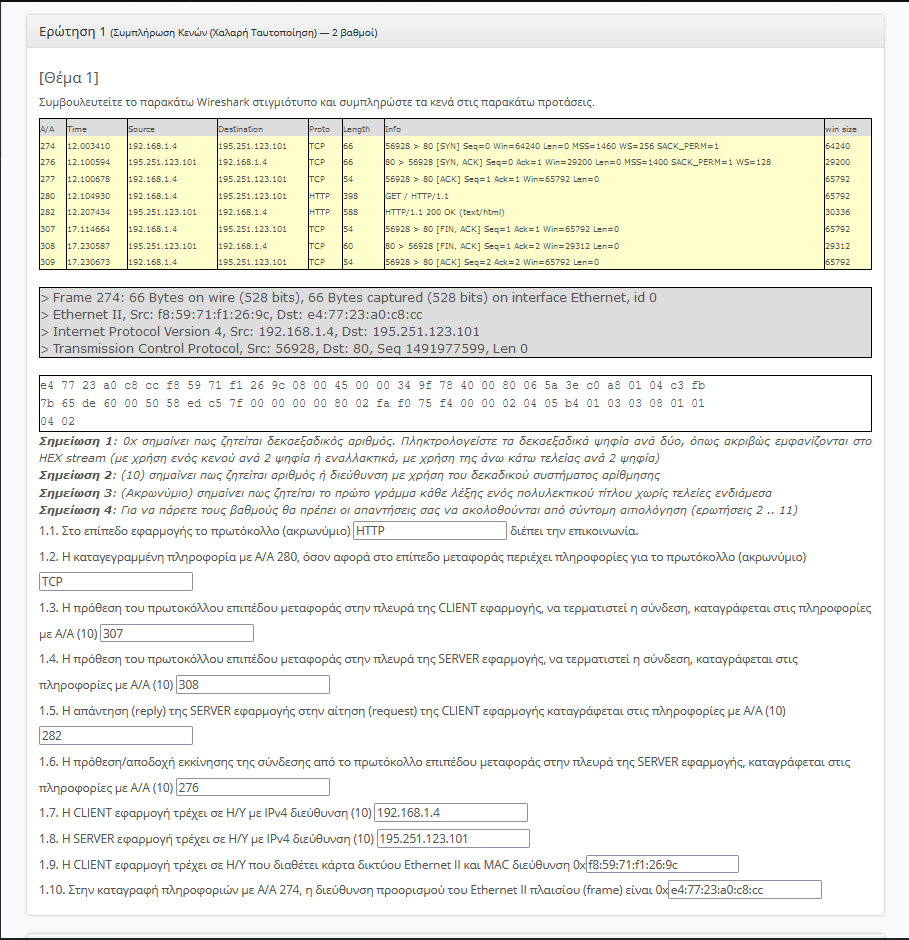 Ερώτηση 1 (Συμπλήρωση Κενών (Χαλαρή Ταυτοποίηση) — 2 βαθμοί)
[Θέμα 1]
Συμβουλευτείτε το παρακάτω Wireshark στιγμιότυπο και συμπληρώστε τα κενά στις παρακάτω προτάσεις.
A/A Time Source Destination Proto Length Info win size
274 12.003410 192.168.1.4 195.251.123.101 TCP 66 56928 > 80 [SYN] Seq=0 Win=64240 Len=0 MSS=1460 WS=256 SACK_PERM=1 64240
276 12.100594 195.251.123.101 192.168.1.4 TCP 66 80 > 56928 [SYN, ACK] Seq=0 Ack=1 Win=29200 Len=0 MSS=1400 SACK_PERM=1 WS=128 29200
277 12.100678 192.168.1.4 195.251.123.101 TCP 54 56928 > 80 [ACK] Seq=1 Ack=1 Win=65792 Len=0 65792
280 12.104930 192.168.1.4 195.251.123.101 HTTP 398 GET / HTTP/1.1 65792
282 12.207434 195.251.123.101 192.168.1.4 HTTP 588 HTTP/1.1 200 OK (text/html) 30336
307 17.114664 192.168.1.4 195.251.123.101 TCP 54 56928 > 80 [FIN, ACK] Seq=1 Ack=1 Win=65792 Len=0 65792
308 17.230587 195.251.123.101 192.168.1.4 TCP 60 80 > 56928 [FIN, ACK] Seq=1 Ack=2 Win=29312 Len=0 29312
309 17.230673 192.168.1.4 195.251.123.101 TCP 54 56928 > 80 [ACK] Seq=2 Ack=2 Win=65792 Len=0 65792
> Frame 274: 66 Bytes on wire (528 bits), 66 Bytes captured (528 bits) on interface Ethernet, id 0
> Ethernet II, Src: f8:59:71:f1:26:9c, Dst: e4:77:23:a0:c8:cc
> Internet Protocol Version 4, Src: 192.168.1.4, Dst: 195.251.123.101
> Transmission Control Protocol, Src: 56928, Dst: 80, Seq 1491977599, Len 0
e4 77 23 a0 c8 cc f8 59 71 f1 26 9c 08 00 45 00 00 34 9f 78 40 00 80 06 5a 3e c0 a8 01 04 c3 fb
7b 65 de 60 00 50 58 ed c5 7f 00 00 00 00 80 02 fa f0 75 f4 00 00 02 04 05 b4 01 03 03 08 01 01
04 02
Σημείωση 1: 0x σημαίνει πως ζητείται δεκαεξαδικός αριθμός. Πληκτρολογείστε τα δεκαεξαδικά ψηφία ανά δύο, όπως ακριβώς εμφανίζονται στο
HEX stream (με χρήση ενός κενού ανά 2 ψηφία ή εναλλακτικά, με χρήση της άνω κάτω τελείας ανά 2 ψηφία)
Σημείωση 2: (10) σημαίνει πως ζητείται αριθμός ή διεύθυνση με χρήση του δεκαδικού συστήματος αρίθμησης
Σημείωση 3: (Ακρωνύμιο) σημαίνει πως ζητείται το πρώτο γράμμα κάθε λέξης ενός πολυλεκτικού τίτλου χωρίς τελείες ενδιάμεσα
Σημείωση 4: Για να πάρετε τους βαθμούς θα πρέπει οι απαντήσεις σας να ακολοθούνται από σύντομη αιτιολόγηση (ερωτήσεις 2 .. 11)
1.1. Στο επίπεδο εφαρμογής το πρωτόκολλο (ακρωνύμιο) HTTP διέπει την επικοινωνία.
1.2. Η καταγεγραμμένη πληροφορία με Α/Α 280, όσον αφορά στο επίπεδο μεταφοράς περιέχει πληροφορίες για το πρωτόκολλο (ακρωνύμιο)
TCP
1.3. Η πρόθεση του πρωτοκόλλου επιπέδου μεταφοράς στην πλευρά της CLIENT εφαρμογής, να τερματιστεί η σύνδεση, καταγράφεται στις πληροφορίες
με Α/Α (10) 307
1.4. Η πρόθεση του πρωτοκόλλου επιπέδου μεταφοράς στην πλευρά της SERVER εφαρμογής, να τερματιστεί η σύνδεση, καταγράφεται στις
πληροφορίες με Α/Α (10) 308
1.5. Η απάντηση (reply) της SERVER εφαρμογής στην αίτηση (request) της CLIENT εφαρμογής καταγράφεται στις πληροφορίες με Α/Α (10)
282
1.6. Η πρόθεση/αποδοχή εκκίνησης της σύνδεσης από το πρωτόκολλο επιπέδου μεταφοράς στην πλευρά της SERVER εφαρμογής, καταγράφεται στις
πληροφορίες με Α/Α (10) 276
1.7. Η CLIENT εφαρμογή τρέχει σε Η/Υ με IPv4 διεύθυνση (10) 192.168.1.4
1.8. Η SERVER εφαρμογή τρέχει σε Η/Υ με IPv4 διεύθυνση (10) 195.251.123.101
1.9. Η CLIENT εφαρμογή τρέχει σε Η/Υ που διαθέτει κάρτα δικτύου Ethernet II και MAC διεύθυνση 0x f8:59:71:f1:26:9c
1.10. Στην καταγραφή πληροφοριών με Α/Α 274, η διεύθυνση προορισμού του Ethernet II πλαισίου (frame) είναι 0x e4:77:23:a0:c8:cc